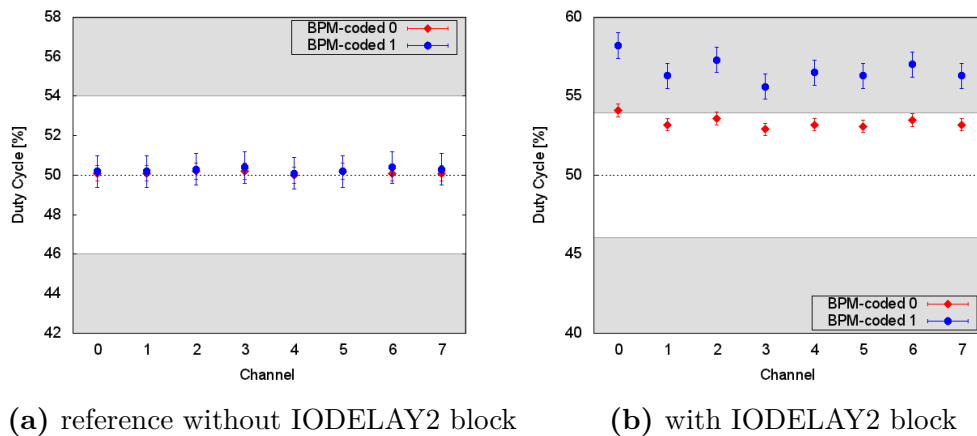 58
56
54
52
50
48
46
44
42
Duty Cycle [%]
BPM-coded 0
BPM-coded 1
0 1 2 3 4 5 6 7
Channel
60
55
50
45
40
Duty Cycle [%]
BPM-coded 0
BPM-coded 1
0 1 2 3 4 5 6 7
Channel
(a) reference without IODELAY2 block
(b) with IODELAY2 block